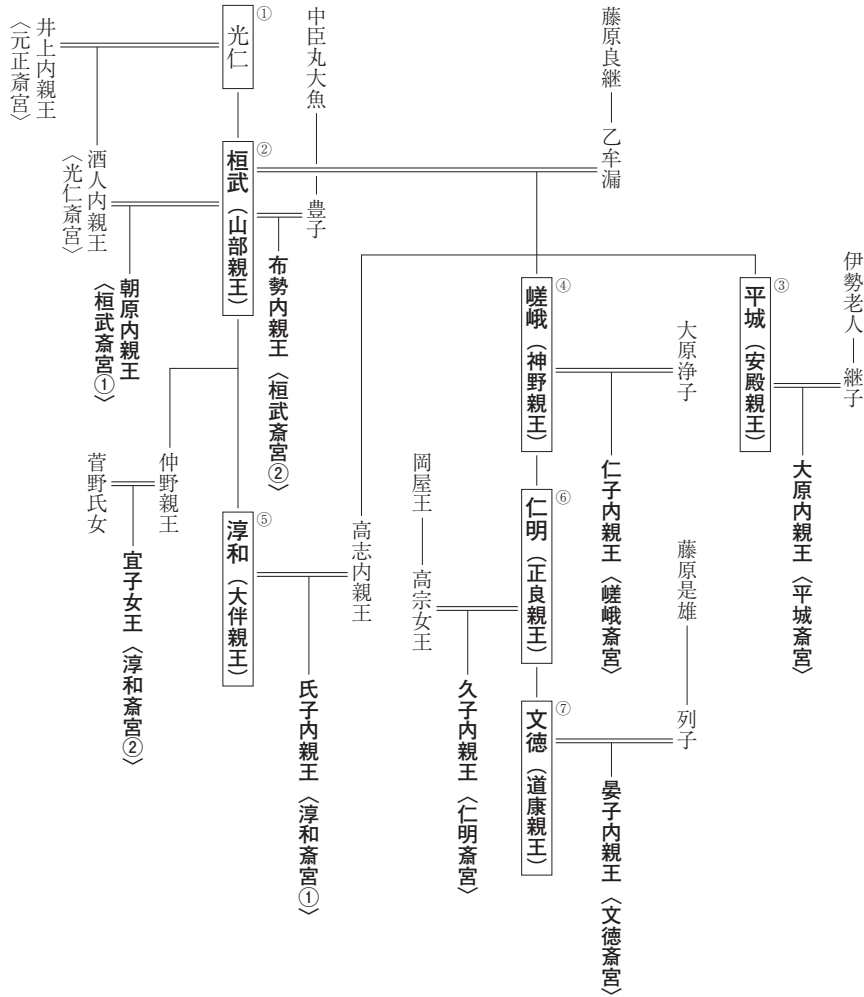 ①
光仁
井上内親王
〈元正斎宮〉
中臣丸大魚
藤原良継
乙牟漏
②
桓武（山部親王）
酒人内親王
〈光仁斎宮〉
豊子
朝原内親王
〈桓武斎宮①〉
布勢内親王〈桓武斎宮②〉
伊勢老人
継子
③
平城（安殿親王）
大原内親王〈平城斎宮〉
④
嵯峨（神野親王）
大原浄子
仁子内親王〈嵯峨斎宮〉
高志内親王
仲野親王
菅野氏女
宜子女王〈淳和斎宮②〉
⑤
淳和（大伴親王）
氏子内親王〈淳和斎宮①〉
⑥
仁明（正良親王）
岡屋王
高宗女王
久子内親王〈仁明斎宮〉
⑦
文徳（道康親王）
藤原是雄
列子
晏子内親王〈文徳斎宮〉